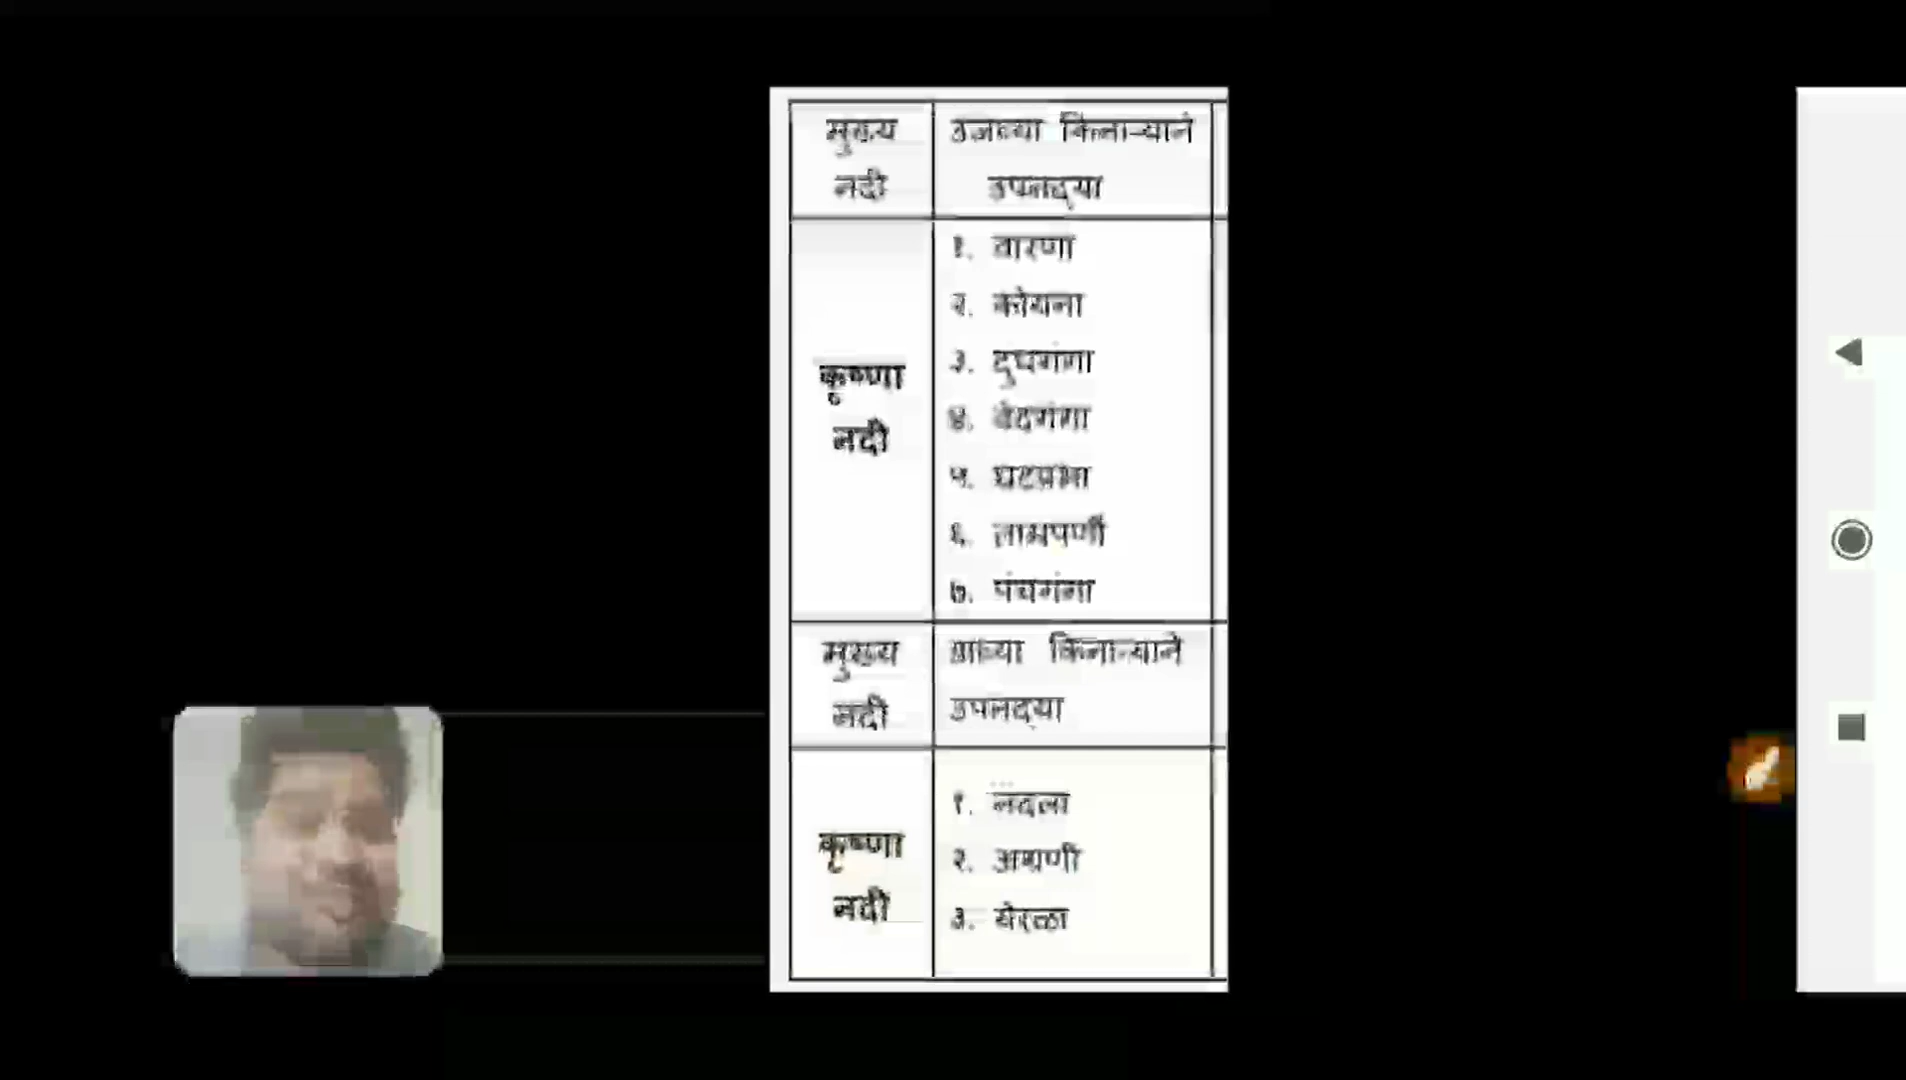 मुख्य
नदी
उजव्या किनाऱ्याने
उपनद्या
१. वारणा
२. कोयना
३. दुधगंगा
४. वेदगंगा
५. घटप्रभा
६. ताम्रपर्णी
७. पंचगंगा
कृष्णा
नदी
मुख्य
नदी
डाव्या किनाऱ्याने
उपनद्या
१.
२. अग्रणी
३. येरळा
कृष्णा
नदी